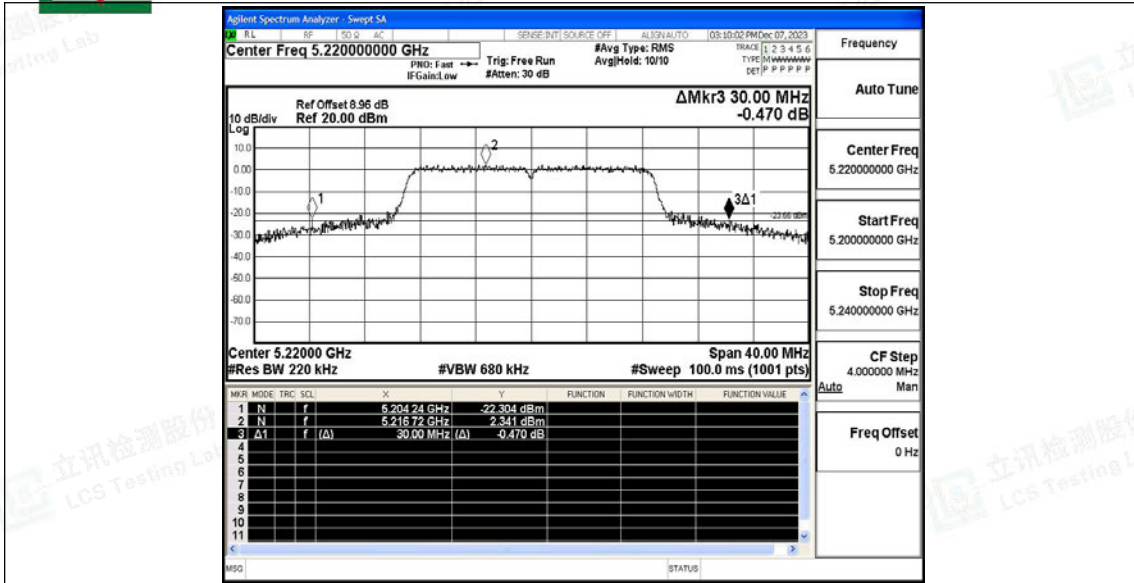 Agilent Spectrum Analyzer - Swept SA
RL RF 50 Ω AC SENSE:INT SOURCE OFF ALIGN AUTO 03:10:02 PM Dec 07, 2023
Center Freq 5.220000000 GHz
PNO: Fast
IFGain:Low
Trig: Free Run
#Atten: 30 dB
#Avg Type: RMS
Avg|Hold: 10/10
TRACE 1 2 3 4 5 6
TYPE MWWWWW
DET P P P P P P
Ref Offset 8.96 dB
Ref 20.00 dBm
10 dB/div
Log
ΔMkr3 30.00 MHz
-0.470 dB
10.0
0.00
-10.0
-20.0
-30.0
-40.0
-50.0
-60.0
-70.0
1
2
3Δ1
-23.66 dBm
Center 5.22000 GHz
Span 40.00 MHz
#Res BW 220 kHz
#VBW 680 kHz
#Sweep 100.0 ms (1001 pts)
MKR MODE TRC SCL X Y FUNCTION FUNCTION WIDTH FUNCTION VALUE
1 N f 5.204 24 GHz -22.304 dBm
2 N f 5.216 72 GHz 2.341 dBm
3 Δ1 f (Δ) 30.00 MHz (Δ) -0.470 dB
4
5
6
7
8
9
10
11
MSG
STATUS
Frequency
Auto Tune
Center Freq
5.220000000 GHz
Start Freq
5.200000000 GHz
Stop Freq
5.240000000 GHz
CF Step
4.000000 MHz
Auto Man
Freq Offset
0 Hz
立讯检测股份
LCS Testing Lab
立讯检测股份
LCS Testing L